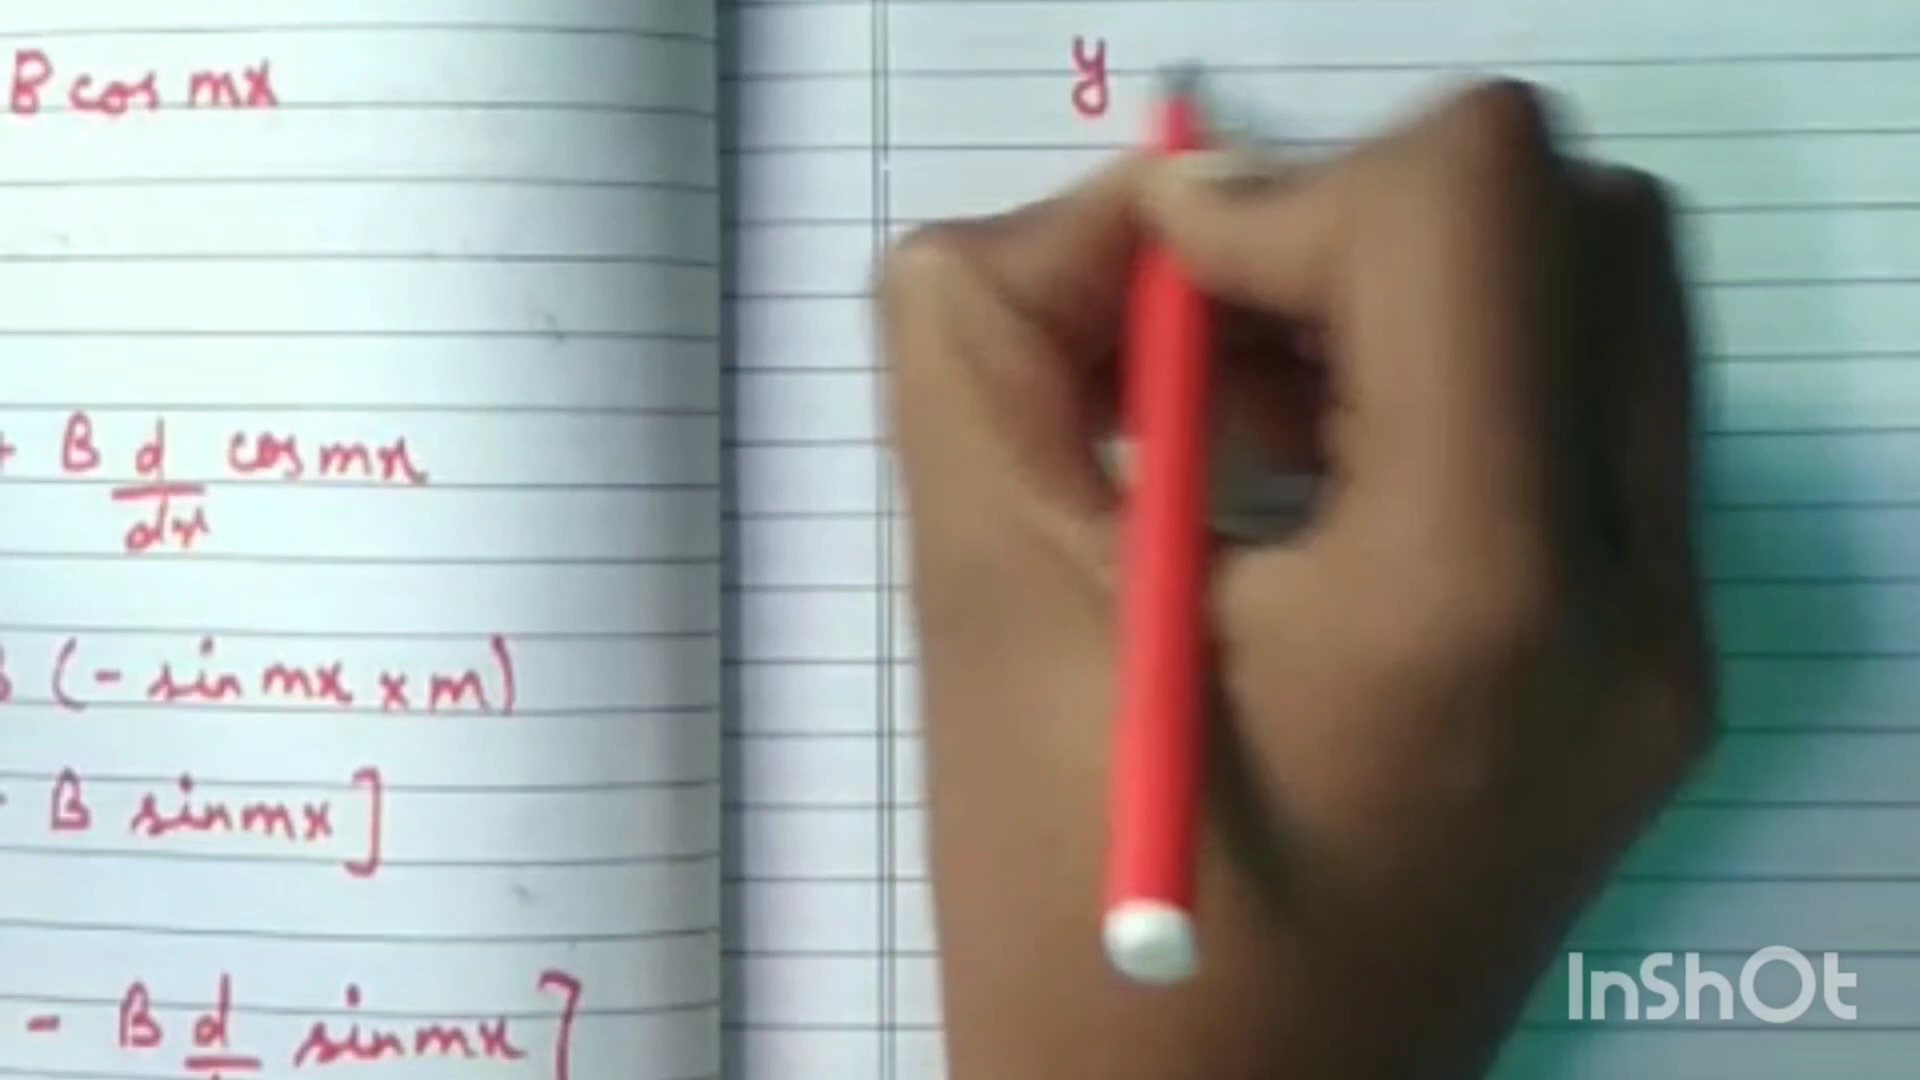 B cos mx
+ B d/dx cos mx
B (- sin mx x m)
- B sin mx ]
- B d sin mx ]
y
InShOt